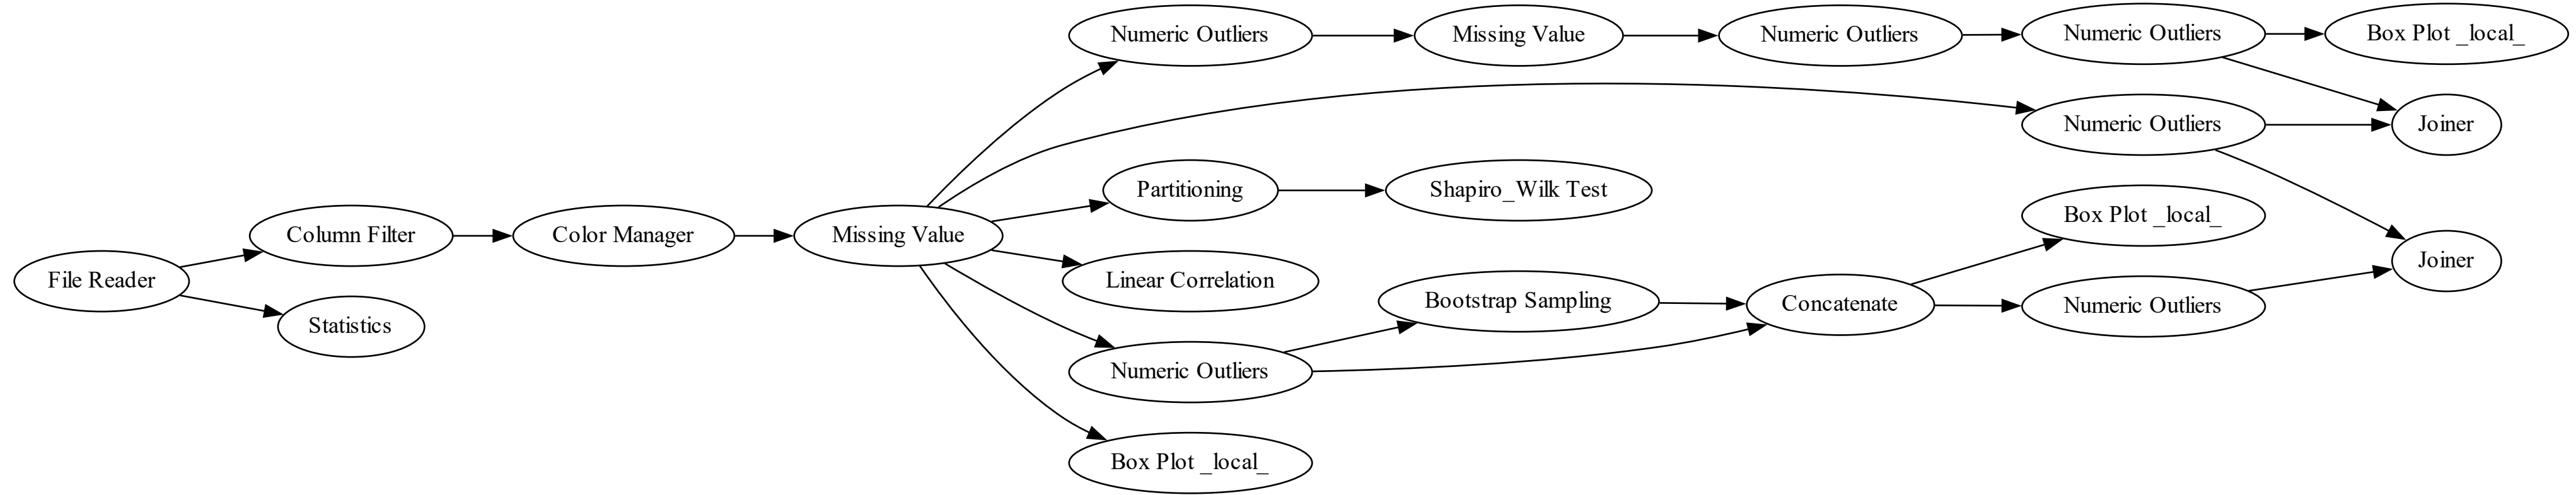 File Reader
Column Filter
Statistics
Color Manager
Missing Value
Numeric Outliers
Missing Value
Numeric Outliers
Numeric Outliers
Box Plot _local_
Numeric Outliers
Joiner
Partitioning
Shapiro_Wilk Test
Linear Correlation
Bootstrap Sampling
Concatenate
Box Plot _local_
Numeric Outliers
Joiner
Numeric Outliers
Box Plot _local_